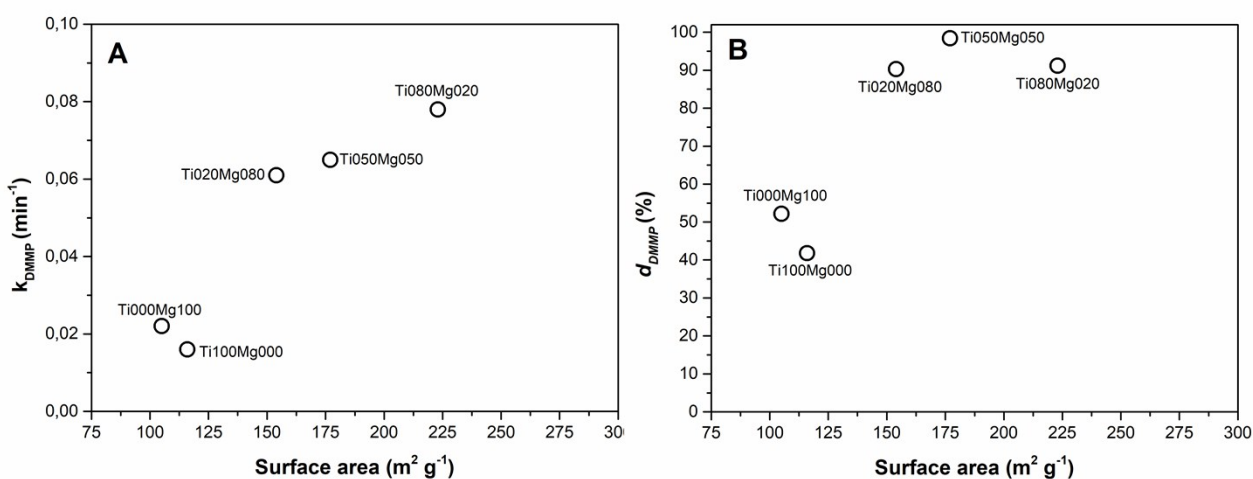 A
0,10
0,08
0,06
0,04
0,02
0,00
k_DMMP (min⁻¹)
Ti080Mg020
Ti050Mg050
Ti020Mg080
Ti000Mg100
Ti100Mg000
75 100 125 150 175 200 225 250 275 30
Surface area (m² g⁻¹)
B
100
90
80
70
60
50
40
30
20
10
0
d_DMMP (%)
Ti050Mg050
Ti020Mg080
Ti080Mg020
Ti000Mg100
Ti100Mg000
75 100 125 150 175 200 225 250 275 300
Surface area (m² g⁻¹)